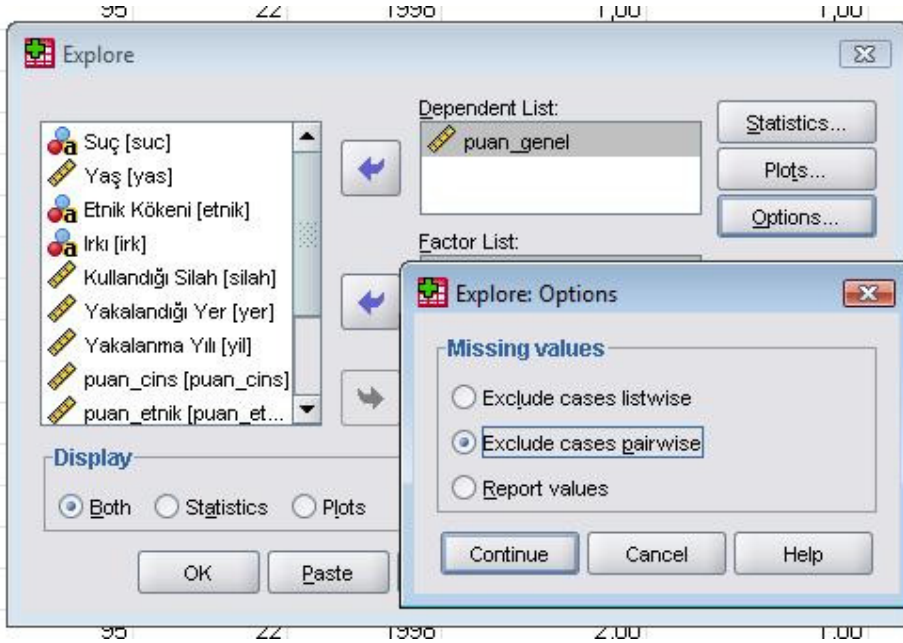 95 22 1998 1,00 1,00
Explore
Dependent List:
Suç [suc]
puan_genel
Statistics...
Yaş [yas]
Plots...
Etnik Kökeni [etnik]
Options...
Irkı [irk]
Factor List:
Kullandığı Silah [silah]
Yakalandığı Yer [yer]
Yakalanma Yılı [yil]
puan_cins [puan_cins]
puan_etnik [puan_et...
Explore: Options
Missing values
Exclude cases listwise
Exclude cases pairwise
Report values
Continue Cancel Help
Display
Both Statistics Plots
OK Paste
95 22 1998 2,00 1,00